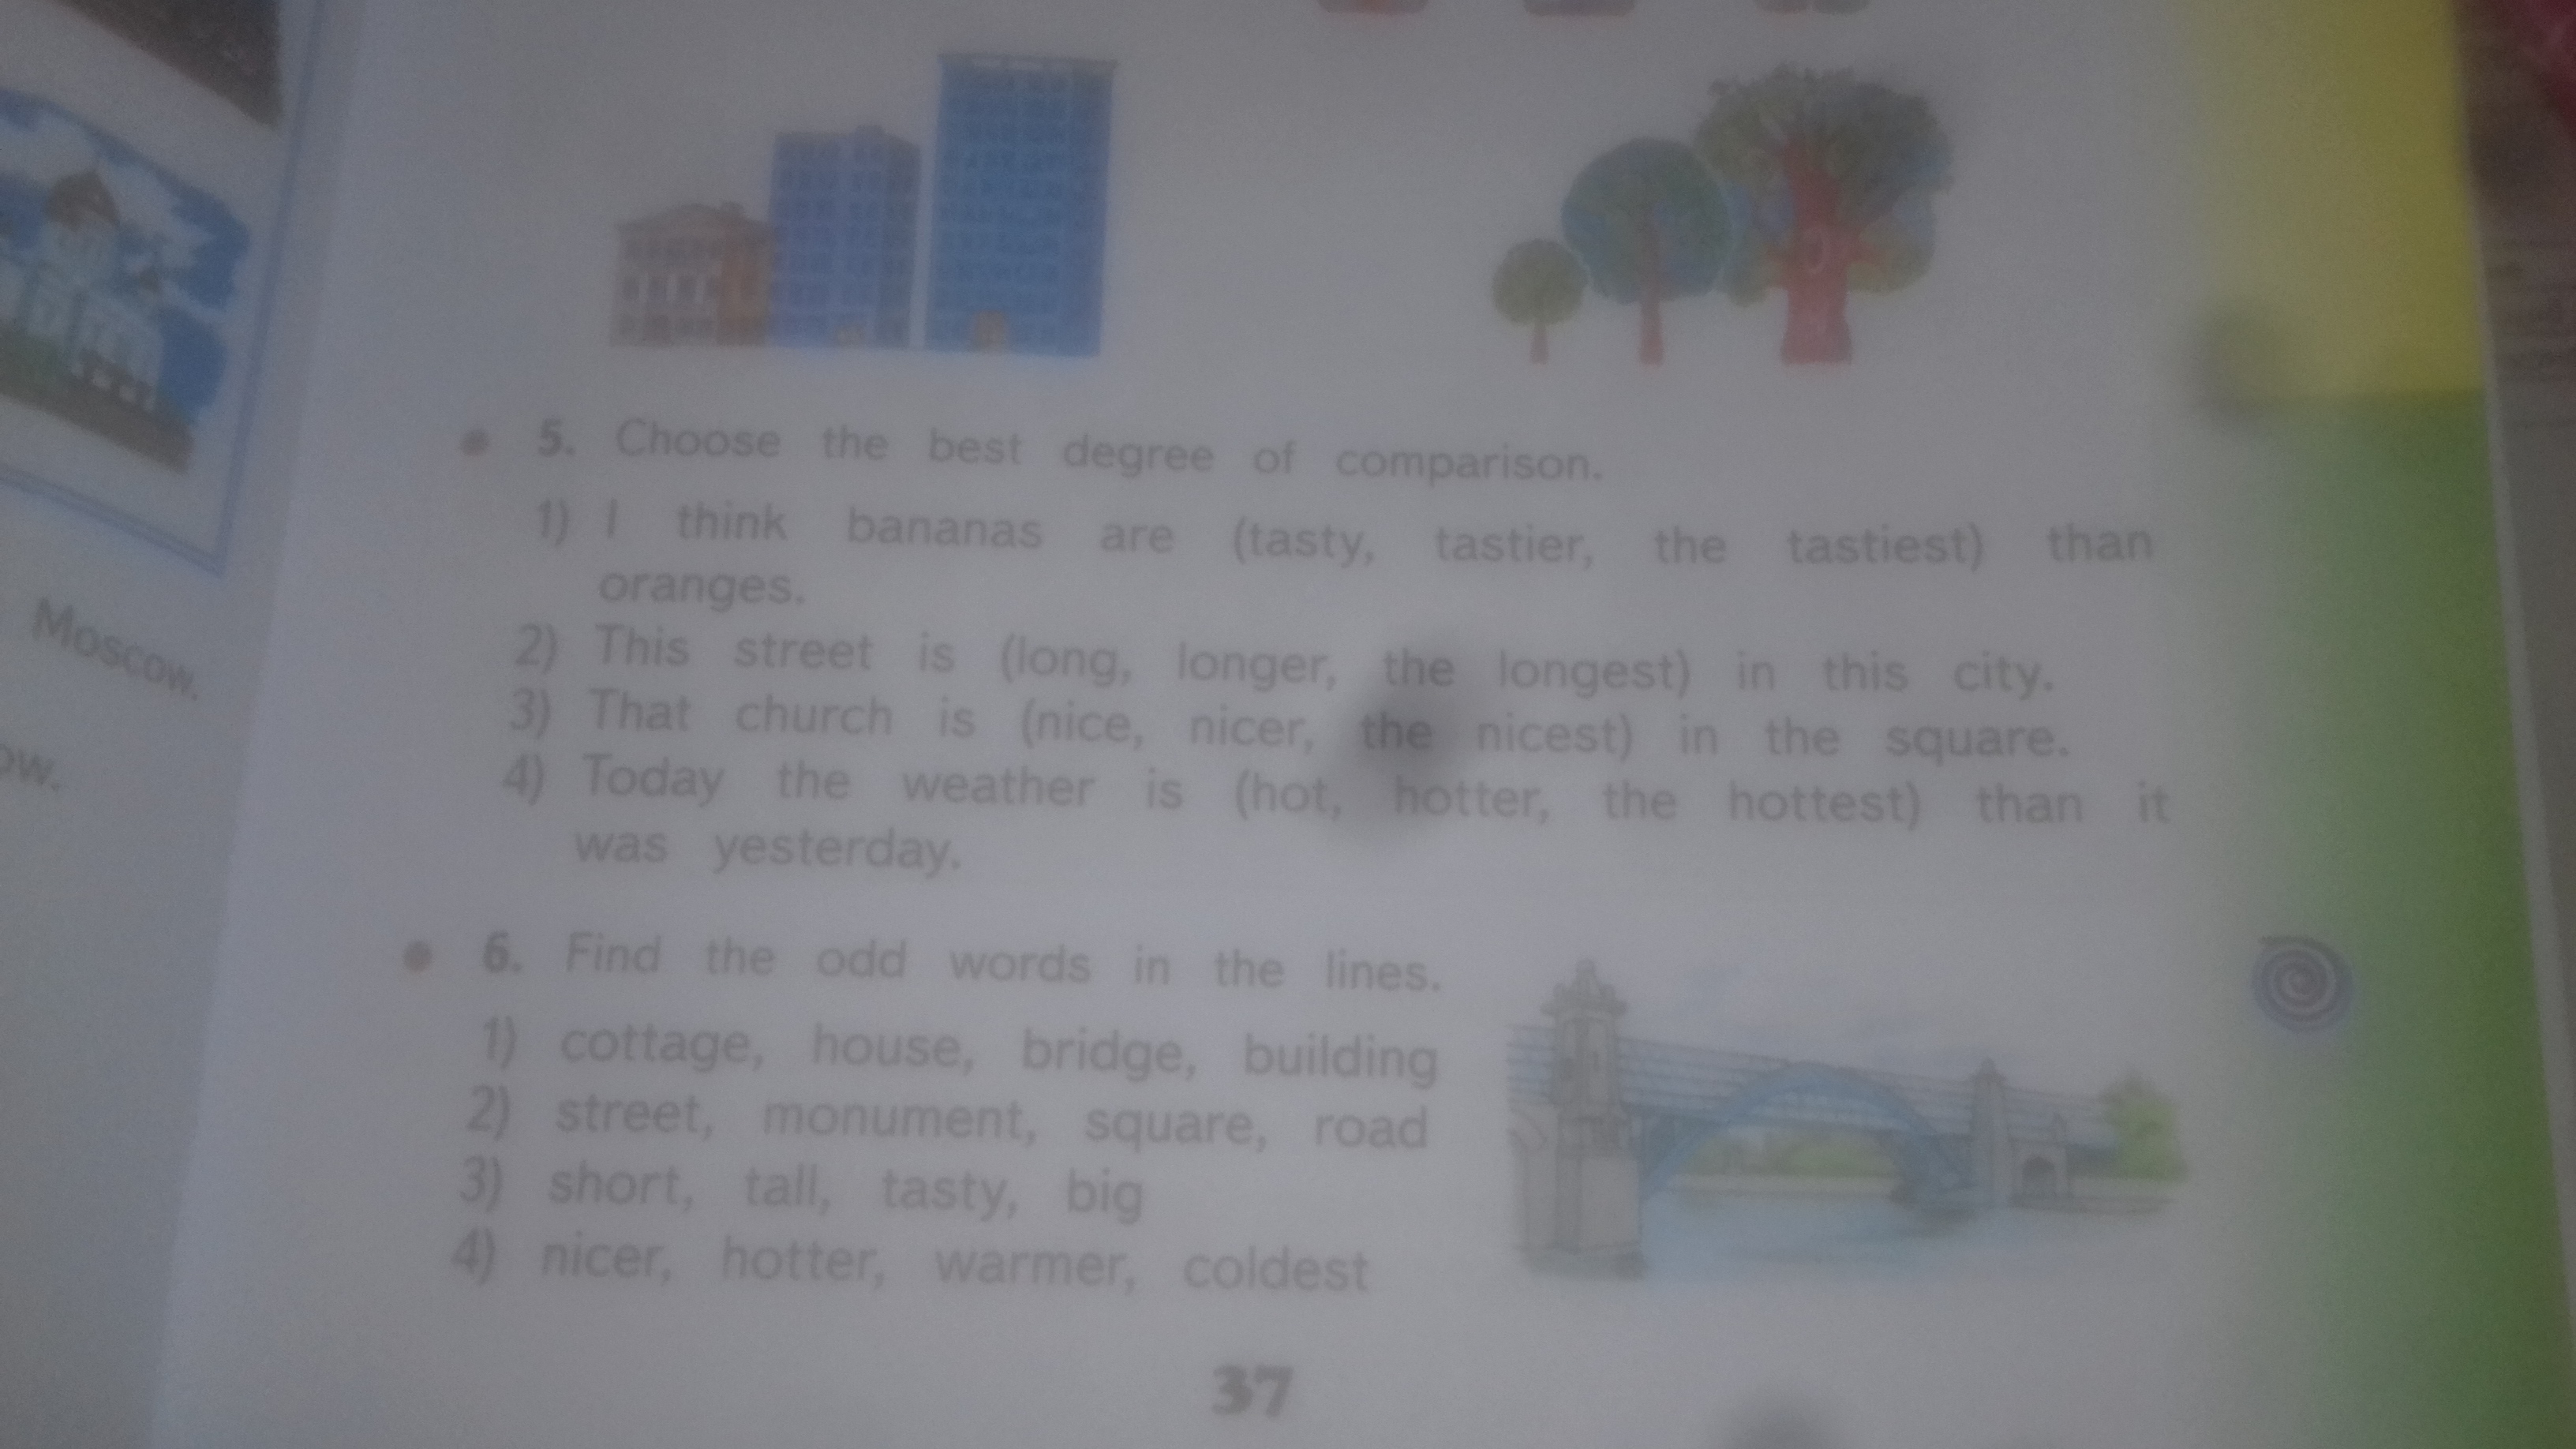 Moscow.
ow.
5. Choose the best degree of comparison.
1) I think bananas are (tasty, tastier, the tastiest) than
oranges.
2) This street is (long, longer, the longest) in this city.
3) That church is (nice, nicer, the nicest) in the square.
4) Today the weather is (hot, hotter, the hottest) than it
was yesterday.
6. Find the odd words in the lines.
1) cottage, house, bridge, building
2) street, monument, square, road
3) short, tall, tasty, big
4) nicer, hotter, warmer, coldest
37